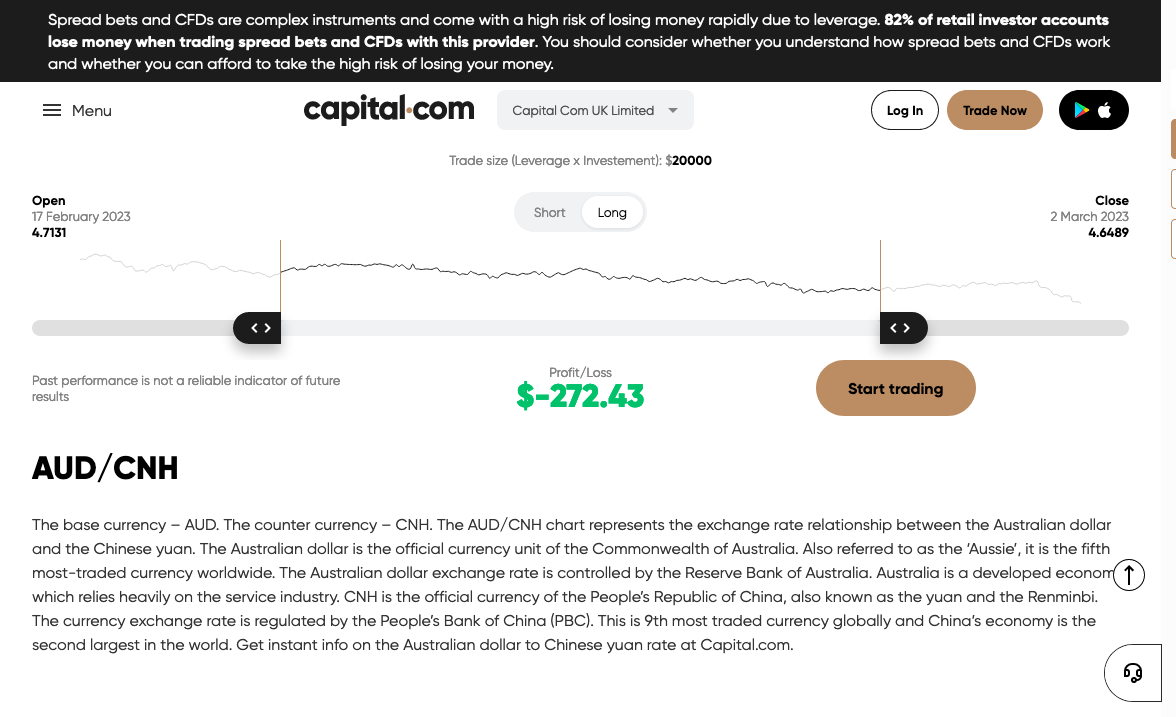 Spread bets and CFDs are complex instruments and come with a high risk of losing money rapidly due to leverage. 82% of retail investor accounts
lose money when trading spread bets and CFDs with this provider. You should consider whether you understand how spread bets and CFDs work
and whether you can afford to take the high risk of losing your money.
Menu
capital.com
Capital Com UK Limited
Log In
Trade Now
Trade size (Leverage x Investement): $20000
Open
17 February 2023
4.7131
Short
Long
Close
2 March 2023
4.6489
Past performance is not a reliable indicator of future
results
Profit/Loss
$-272.43
Start trading
AUD/CNH
The base currency – AUD. The counter currency – CNH. The AUD/CNH chart represents the exchange rate relationship between the Australian dollar
and the Chinese yuan. The Australian dollar is the official currency unit of the Commonwealth of Australia. Also referred to as the ‘Aussie’, it is the fifth
most-traded currency worldwide. The Australian dollar exchange rate is controlled by the Reserve Bank of Australia. Australia is a developed econom
which relies heavily on the service industry. CNH is the official currency of the People’s Republic of China, also known as the yuan and the Renminbi.
The currency exchange rate is regulated by the People’s Bank of China (PBC). This is 9th most traded currency globally and China’s economy is the
second largest in the world. Get instant info on the Australian dollar to Chinese yuan rate at Capital.com.